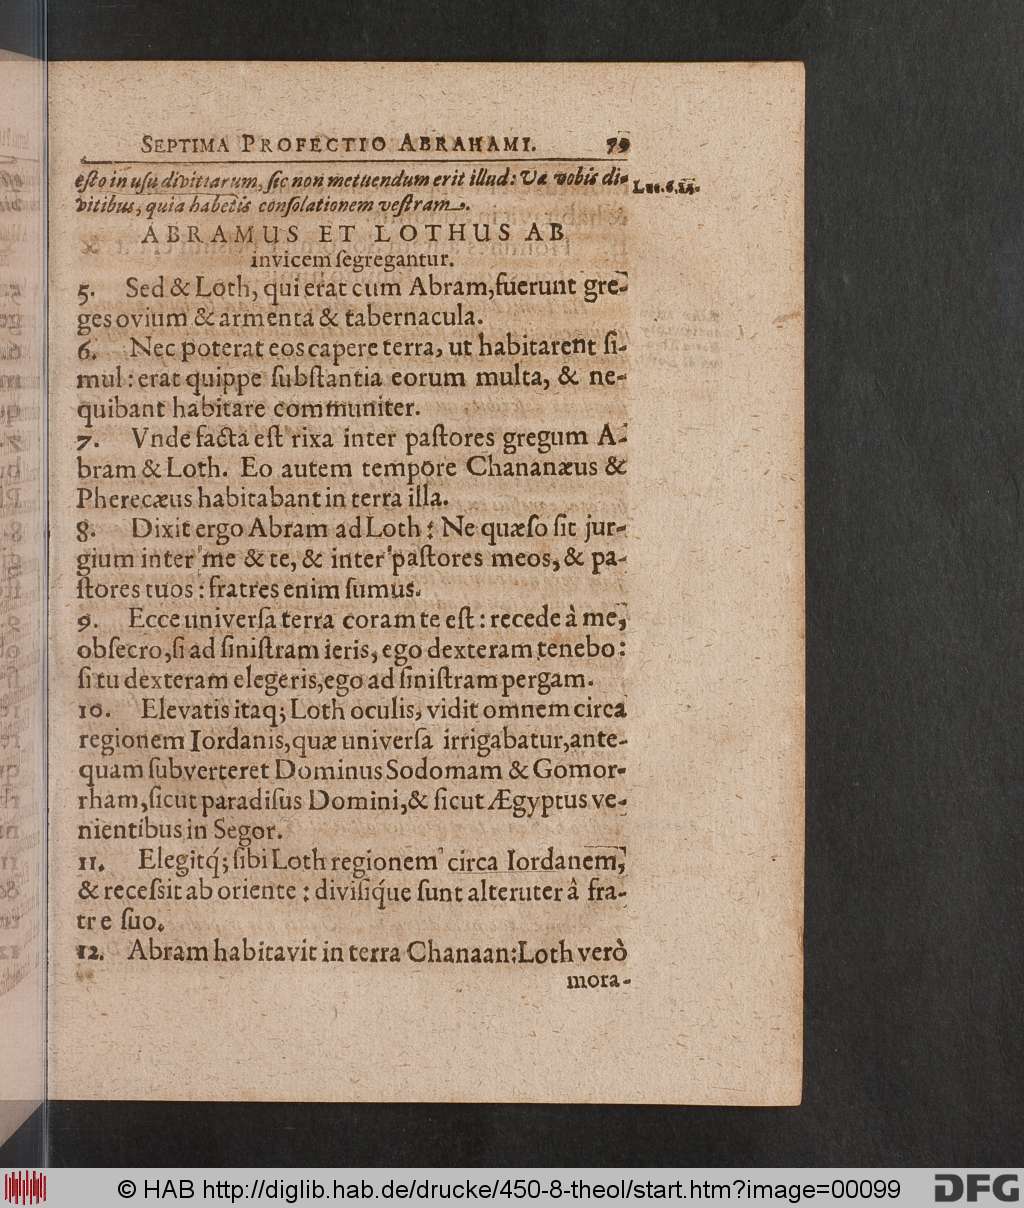 SEPTIMA PROFECTIO ABRAHAMI. 79
eſto in uſu divitiarum, ſic non metuendum erit illud: Væ vobis di-
vitibus, quia habetis conſolationem veſtram.
Luc. 6. 24.
ABRAMUS ET LOTHUS AB
invicem ſegregantur.
5. Sed & Loth, qui erat cum Abram, fuerunt gre-
ges ovium & armenta & tabernacula.
6. Nec poterat eos capere terra, ut habitarent ſi-
mul: erat quippe ſubſtantia eorum multa, & ne-
quibant habitare communiter.
7. Vnde facta eſt rixa inter paſtores gregum A-
bram & Loth. Eo autem tempore Chananæus &
Pherecæus habitabant in terra illa.
8. Dixit ergo Abram ad Loth: Ne quæſo ſit jur-
gium inter me & te, & inter paſtores meos, & pa-
ſtores tuos: fratres enim ſumus.
9. Ecce univerſa terra coram te eſt: recede à me,
obſecro, ſi ad ſiniſtram ieris, ego dexteram tenebo:
ſi tu dexteram elegeris, ego ad ſiniſtram pergam.
10. Elevatis itaq; Loth oculis, vidit omnem circa
regionem Iordanis, quæ univerſa irrigabatur, ante-
quam ſubverteret Dominus Sodomam & Gomor-
rham, ſicut paradiſus Domini, & ſicut Ægyptus ve-
nientibus in Segor.
11. Elegitq́; ſibi Loth regionem circa Iordanem,
& receſsit ab oriente: diviſiq́ue ſunt alteruter â fra-
tre ſuo.
12. Abram habitavit in terra Chanaan: Loth verò
mora-
© HAB http://diglib.hab.de/drucke/450-8-theol/start.htm?image=00099
DFG